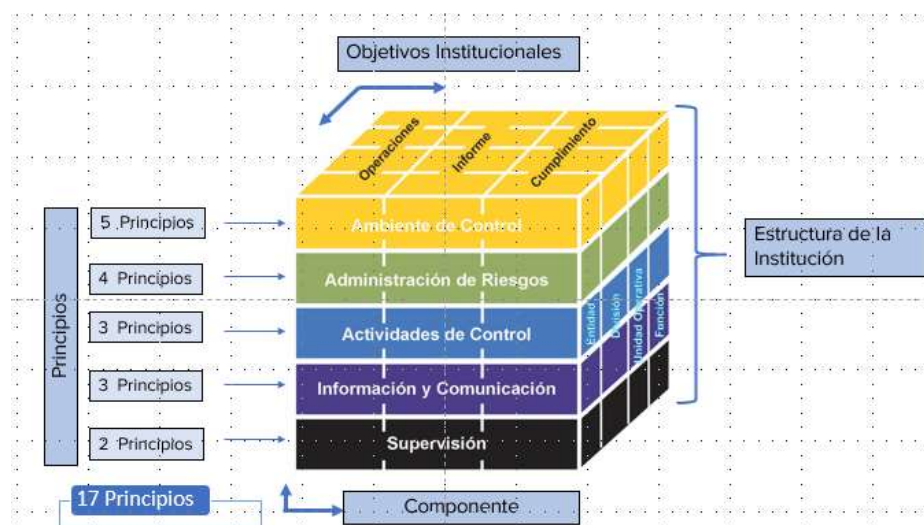 Objetivos Institucionales
Operaciones
Informe
Cumplimiento
Principios
5 Principios
Ambiente de Control
4 Principios
Administración de Riesgos
3 Principios
Actividades de Control
3 Principios
Información y Comunicación
2 Principios
Supervisión
Entidad
División
Unidad Operativa
Función
Estructura de la
Institución
17 Principios
Componente